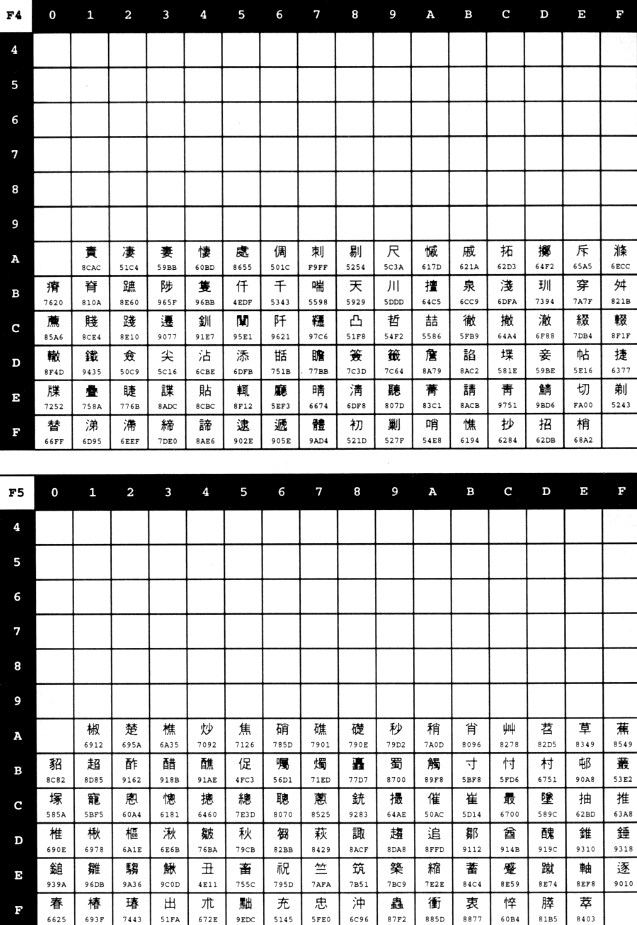 F4 0 1 2 3 4 5 6 7 8 9 A B C D E F
4
5
6
7
8
9
A 責 凄 妻 悽 處 倜 刺 剔 尺 慽 戚 拓 擲 斥 滌
8CAC 51C4 59BB 60BD 8655 501C F9FF 5254 5C3A 617D 621A 62D3 64F2 65A5 6ECC
B 瘠 脊 蹠 陟 隻 仟 千 喘 天 川 擅 泉 淺 玔 穿 舛
7620 810A 8E60 965F 96BB 4EDF 5343 5598 5929 5DDD 64C5 6CC9 6DFA 7394 7A7F 821B
C 薦 賤 踐 遷 釧 闡 阡 韆 凸 哲 喆 徹 撤 澈 綴 輟
85A6 8CE4 8E10 9077 91E7 95E1 9621 97C6 51F8 54F2 5586 5FB9 64A4 6F88 7DB4 8F1F
D 轍 鐵 僉 尖 沾 添 甛 瞻 簽 籤 詹 諂 堞 妾 帖 捷
8F4D 9435 50C9 5C16 6CBE 6DFB 751B 77BB 7C3D 7C64 8A79 8AC2 581E 59BE 5E16 6377
E 牒 疊 睫 諜 貼 輒 廳 晴 淸 聽 菁 請 靑 鯖 切 剃
7252 758A 776B 8ADC 8CBC 8F12 5EF3 6674 6DF8 807D 83C1 8ACB 9751 9BD6 FA00 5243
F 替 涕 滯 締 諦 逮 遞 體 初 剿 哨 憔 抄 招 梢
66FF 6D95 6EEF 7DE0 8AE6 902E 905E 9AD4 521D 527F 54E8 6194 6284 62DB 68A2
F5 0 1 2 3 4 5 6 7 8 9 A B C D E F
4
5
6
7
8
9
A 椒 楚 樵 炒 焦 硝 礁 礎 秒 稍 肖 艸 苕 草 蕉
6912 695A 6A35 7092 7126 785D 7901 790E 79D2 7A0D 8096 8278 82D5 8349 8549
B 貂 超 酢 醋 醮 促 囑 燭 矗 蜀 觸 寸 忖 村 邨 叢
8C82 8D85 9162 918B 91AE 4FC3 56D1 71ED 77D7 8700 89F8 5BF8 5FD6 6751 90A8 53E2
C 塚 寵 悤 憁 摠 總 聰 蔥 銃 撮 催 崔 最 墜 抽 推
585A 5BF5 60A4 6181 6460 7E3D 8070 8525 9283 64AE 50AC 5D14 6700 589C 62BD 63A8
D 椎 楸 樞 湫 皺 秋 芻 萩 諏 趨 追 鄒 酋 醜 錐 錘
690E 6978 6A1E 6E6B 76BA 79CB 82BB 8429 8ACF 8DA8 8FFD 9112 914B 919C 9310 9318
E 鎚 雛 騶 鰍 丑 畜 祝 竺 筑 築 縮 蓄 蹙 蹴 軸 逐
939A 96DB 9A36 9C0D 4E11 755C 795D 7AFA 7B51 7BC9 7E2E 84C4 8E59 8E74 8EF8 9010
F 春 椿 瑃 出 朮 黜 充 忠 沖 蟲 衝 衷 悴 膵 萃
6625 693F 7443 51FA 672E 9EDC 5145 5FE0 6C96 87F2 885D 8877 60B4 81B5 8403